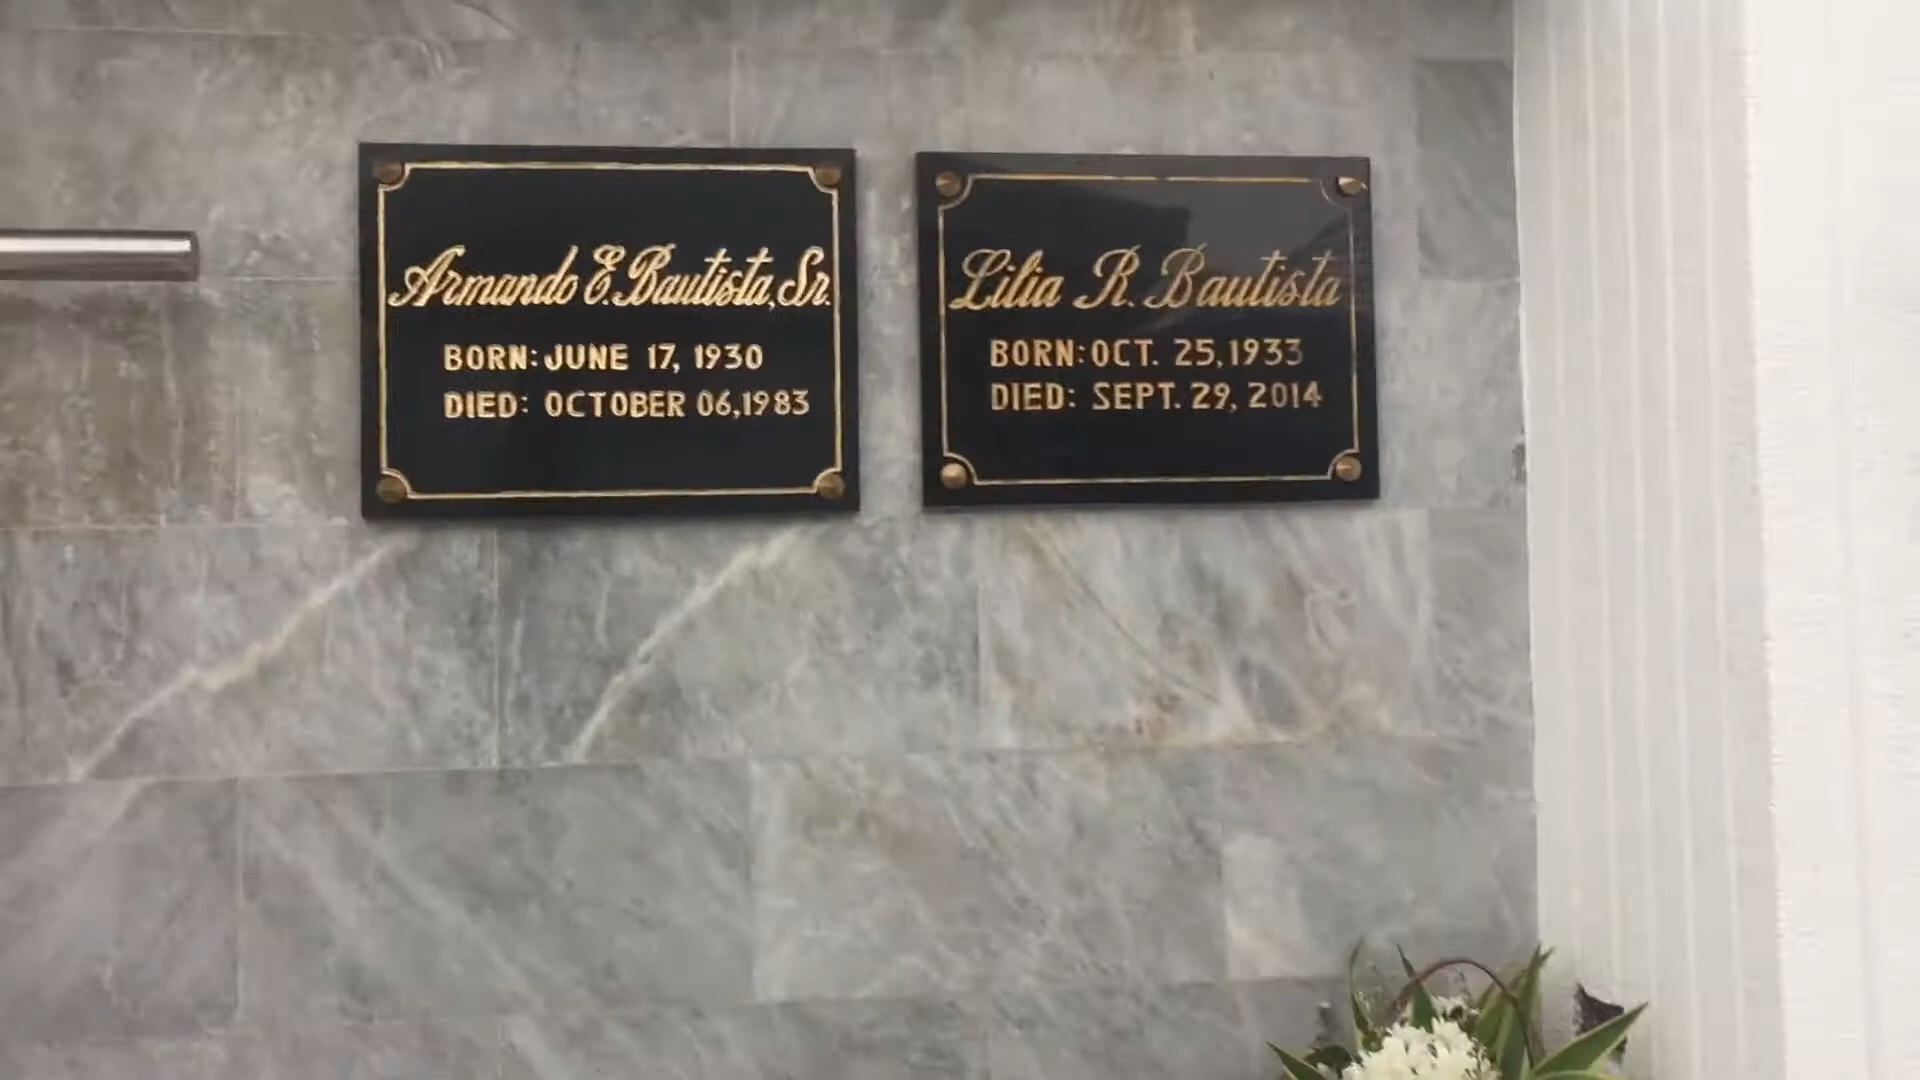 Armando E. Bautista, Sr.
BORN: JUNE 17, 1930
DIED: OCTOBER 06,1983
Lilia R. Bautista
BORN: OCT. 25,1933
DIED: SEPT. 29, 2014